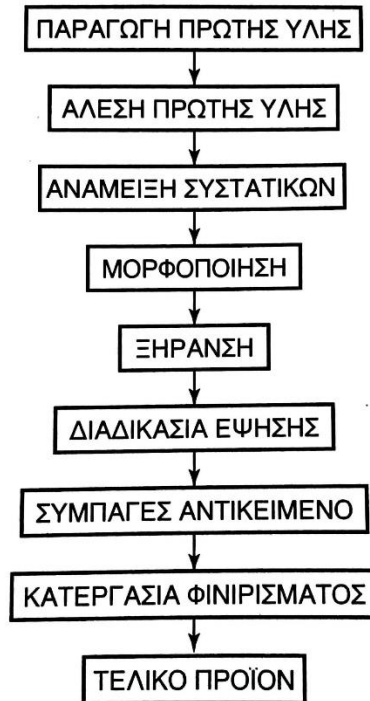 ΠΑΡΑΓΩΓΗ ΠΡΩΤΗΣ ΥΛΗΣ
ΑΛΕΣΗ ΠΡΩΤΗΣ ΥΛΗΣ
ΑΝΑΜΕΙΞΗ ΣΥΣΤΑΤΙΚΩΝ
ΜΟΡΦΟΠΟΙΗΣΗ
ΞΗΡΑΝΣΗ
ΔΙΑΔΙΚΑΣΙΑ ΕΨΗΣΗΣ
ΣΥΜΠΑΓΕΣ ΑΝΤΙΚΕΙΜΕΝΟ
ΚΑΤΕΡΓΑΣΙΑ ΦΙΝΙΡΙΣΜΑΤΟΣ
ΤΕΛΙΚΟ ΠΡΟΪΟΝ